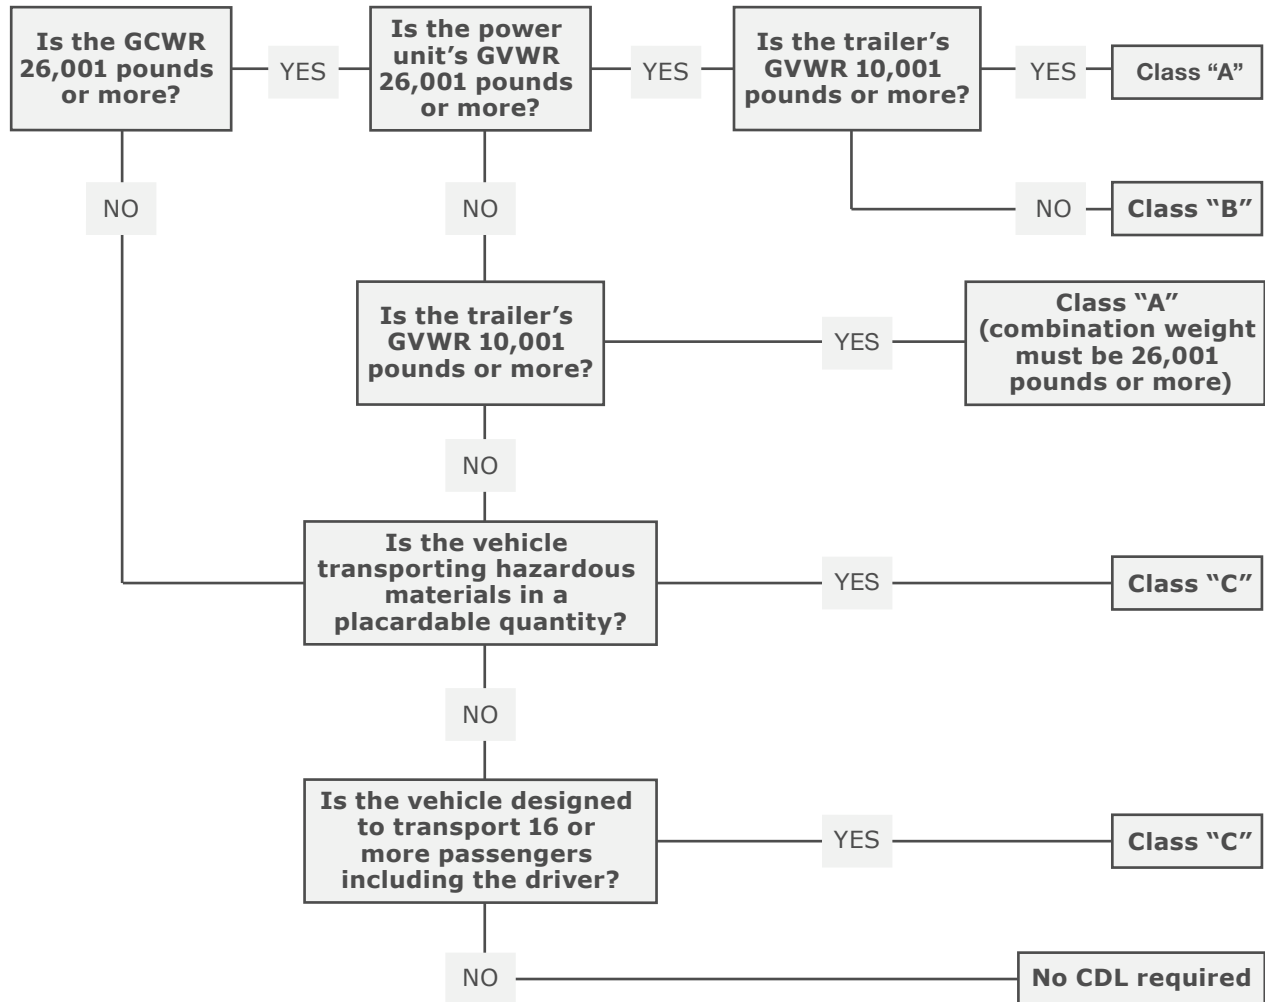 Is the GCWR
26,001 pounds
or more?
YES
Is the power
unit's GVWR
26,001 pounds
or more?
YES
Is the trailer's
GVWR 10,001
pounds or more?
YES
Class “A”
NO
NO
NO
Class “B”
Is the trailer's
GVWR 10,001
pounds or more?
YES
Class “A”
(combination weight
must be 26,001
pounds or more)
NO
Is the vehicle
transporting hazardous
materials in a
placardable quantity?
YES
Class “C”
NO
Is the vehicle designed
to transport 16 or
more passengers
including the driver?
YES
Class “C”
NO
No CDL required